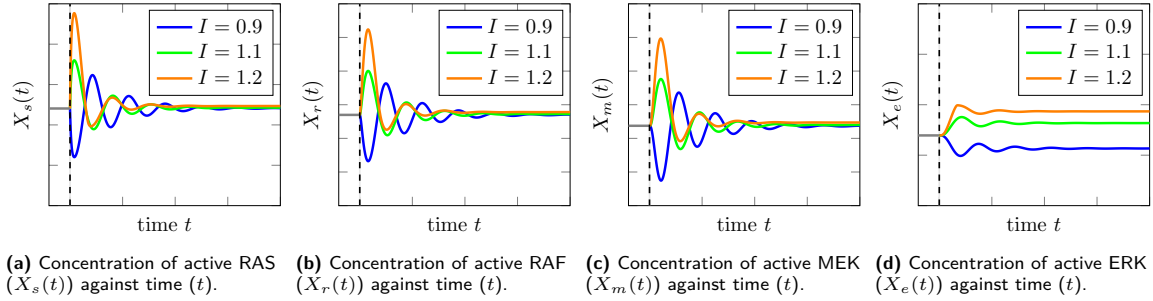 X_s(t)
I = 0.9
I = 1.1
I = 1.2
time t
X_r(t)
I = 0.9
I = 1.1
I = 1.2
time t
X_m(t)
I = 0.9
I = 1.1
I = 1.2
time t
X_e(t)
I = 0.9
I = 1.1
I = 1.2
time t
(a) Concentration of active RAS
(X_s(t)) against time (t).
(b) Concentration of active RAF
(X_r(t)) against time (t).
(c) Concentration of active MEK
(X_m(t)) against time (t).
(d) Concentration of active ERK
(X_e(t)) against time (t).